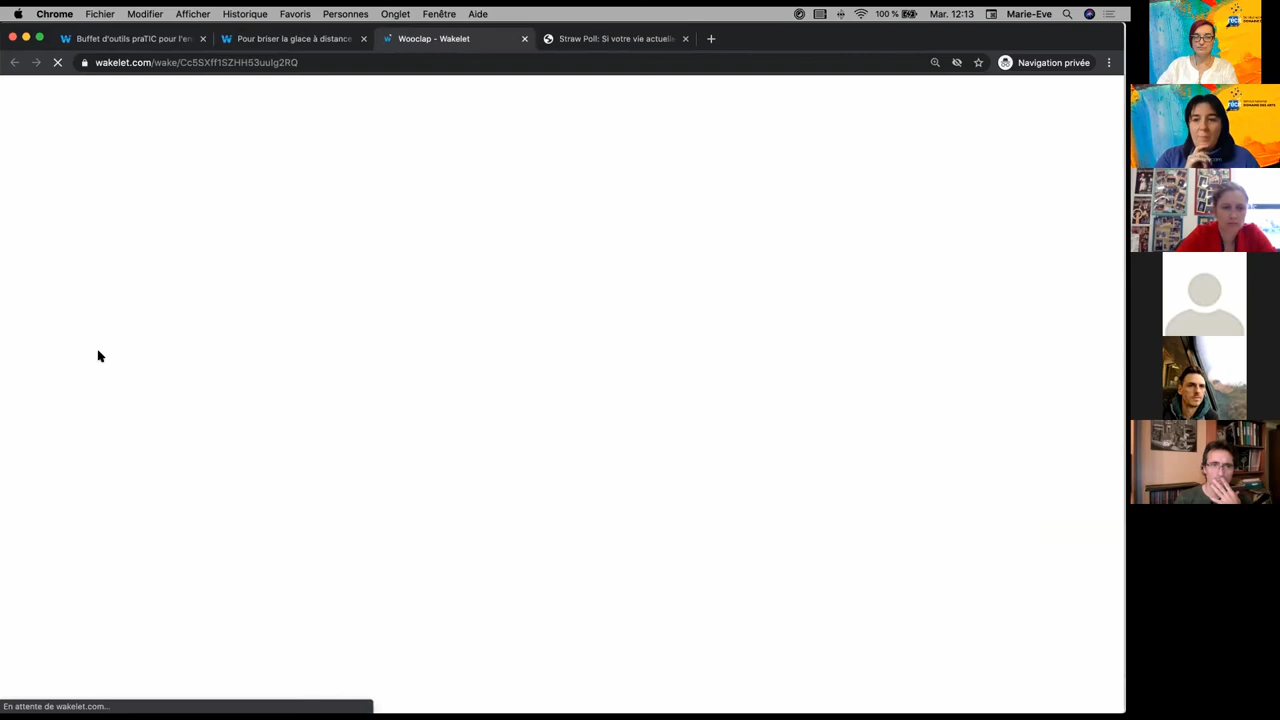 Chrome Fichier Modifier Afficher Historique Favoris Personnes Onglet Fenêtre Aide 100 % Mar. 12:13 Marie-Eve
Buffet d'outils praTIC pour l'en Pour briser la glace à distance Wooclap - Wakelet Straw Poll: Si votre vie actuelle
wakelet.com/wake/Cc5SXff1SZHH53uuIg2RQ Navigation privée
En attente de wakelet.com...